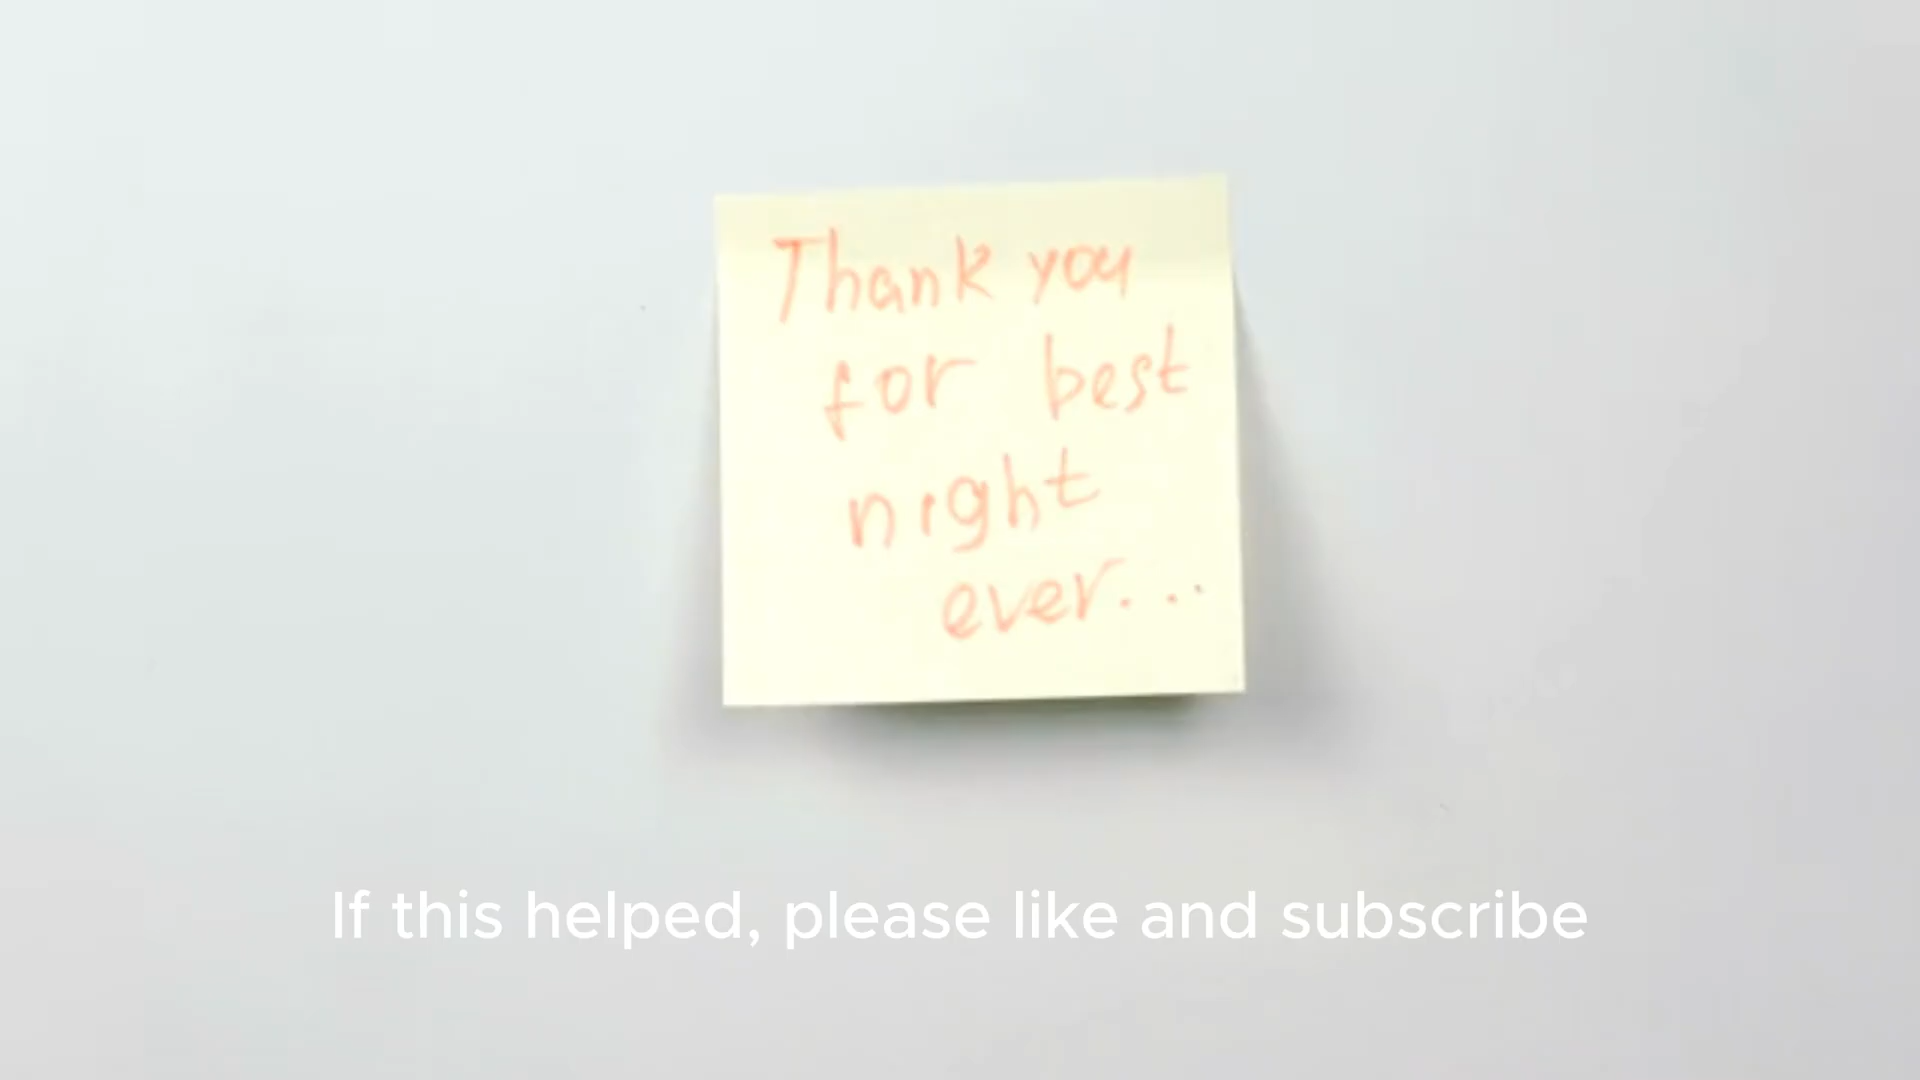 Thank you
for best
night
ever...
If this helped, please like and subscribe